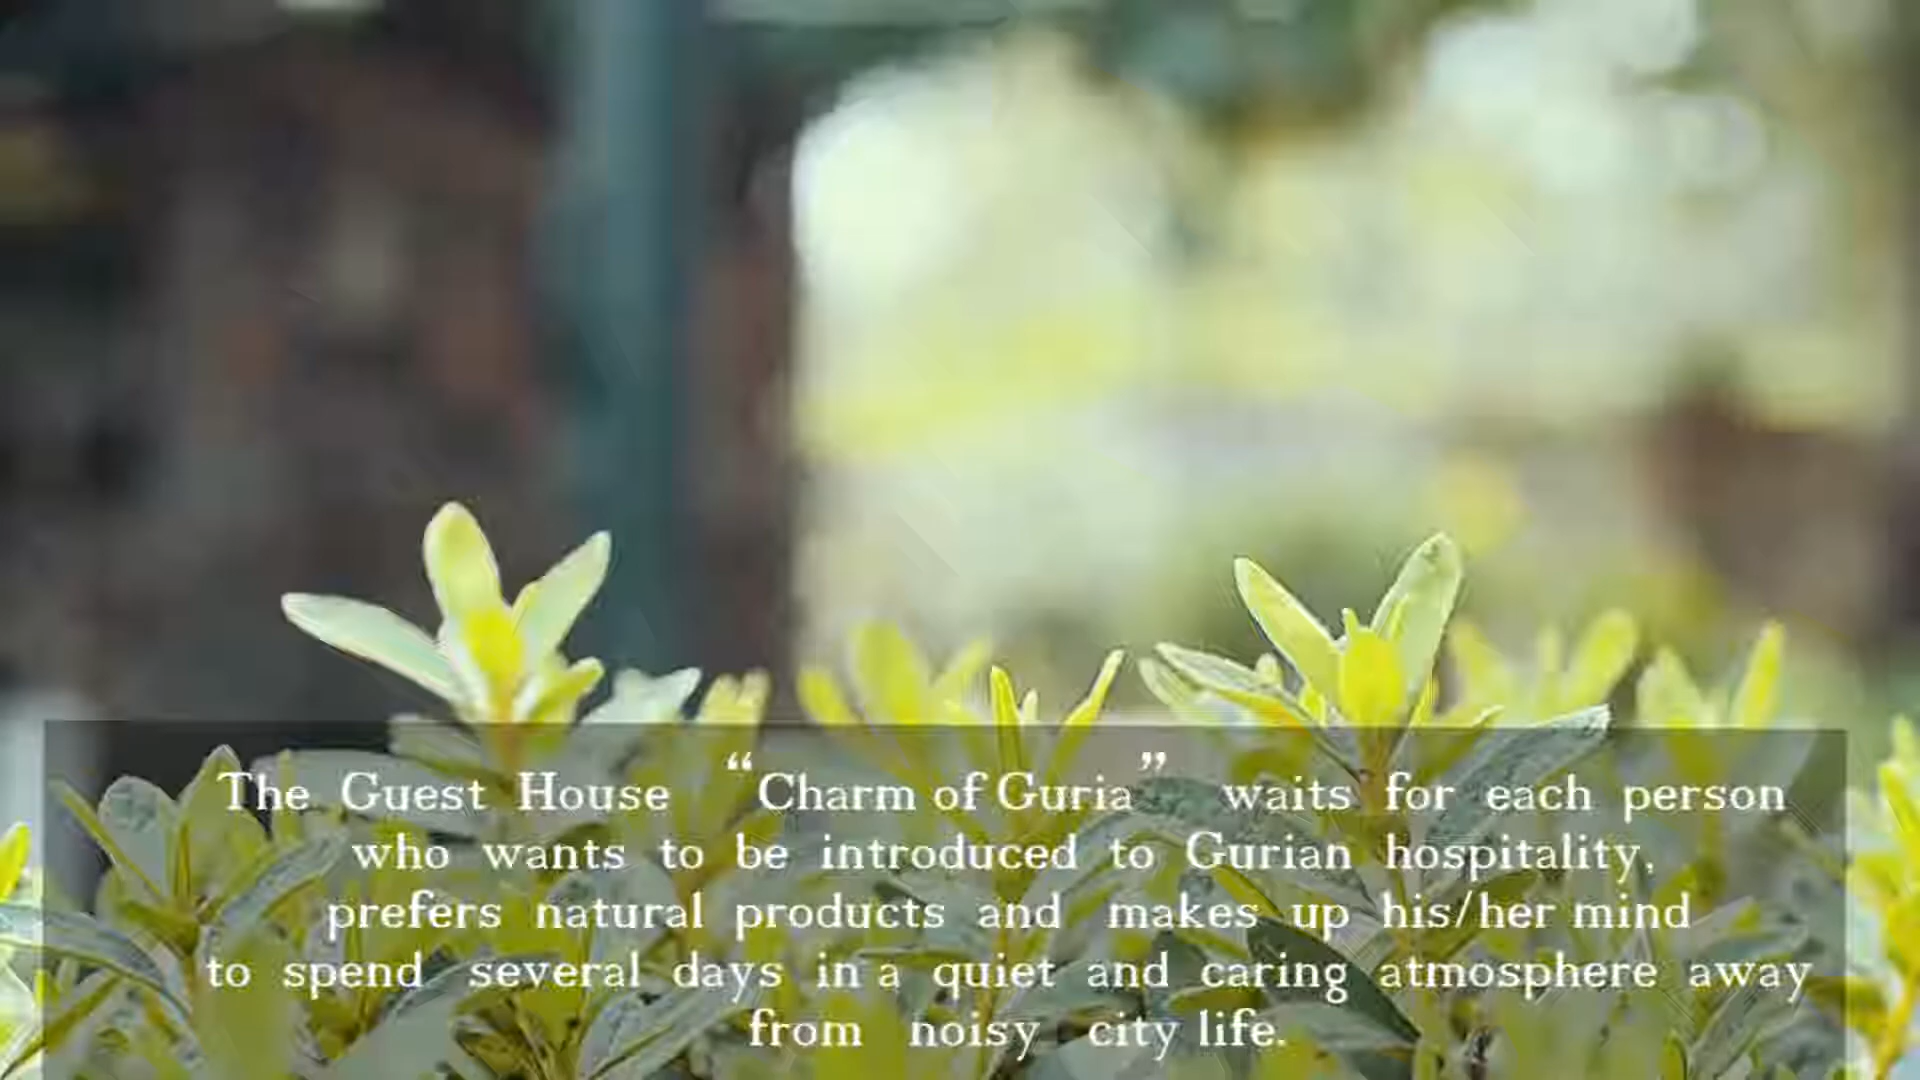 The Guest House “Charm of Guria” waits for each person
who wants to be introduced to Gurian hospitality,
prefers natural products and makes up his/her mind
to spend several days in a quiet and caring atmosphere away
from noisy city life.